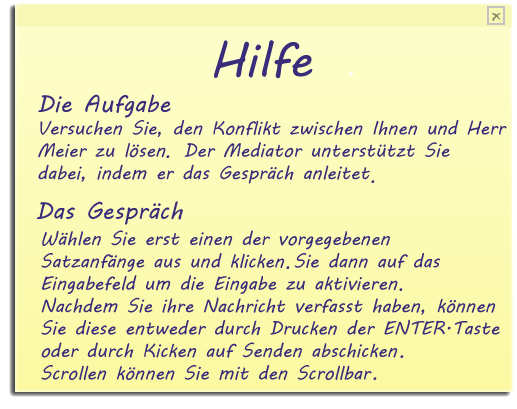 Hilfe
Die Aufgabe
Versuchen Sie, den Konflikt zwischen Ihnen und Herr
Meier zu lösen. Der Mediator unterstützt Sie
dabei, indem er das Gespräch anleitet.
Das Gespräch
Wählen Sie erst einen der vorgegebenen
Satzanfänge aus und klicken.Sie dann auf das
Eingabefeld um die Eingabe zu aktivieren.
Nachdem Sie ihre Nachricht verfasst haben, können
Sie diese entweder durch Drucken der ENTER-Taste
oder durch Kicken auf Senden abschicken.
Scrollen können Sie mit den Scrollbar.